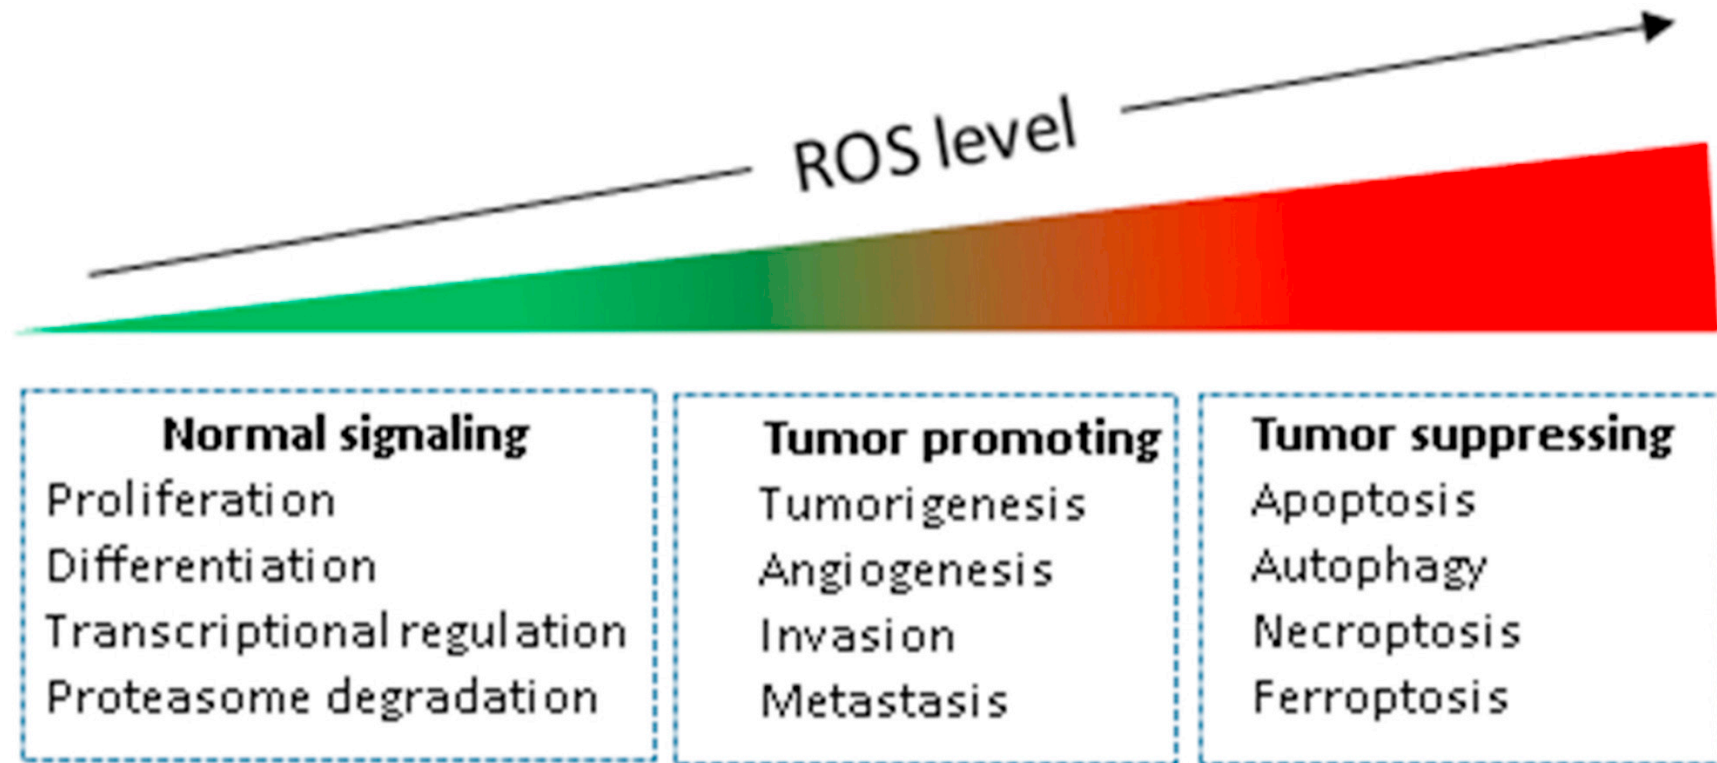 ROS level
Normal signaling
Proliferation
Differentiation
Transcriptional regulation
Proteasome degradation
Tumor promoting
Tumorigenesis
Angiogenesis
Invasion
Metastasis
Tumor suppressing
Apoptosis
Autophagy
Necroptosis
Ferroptosis